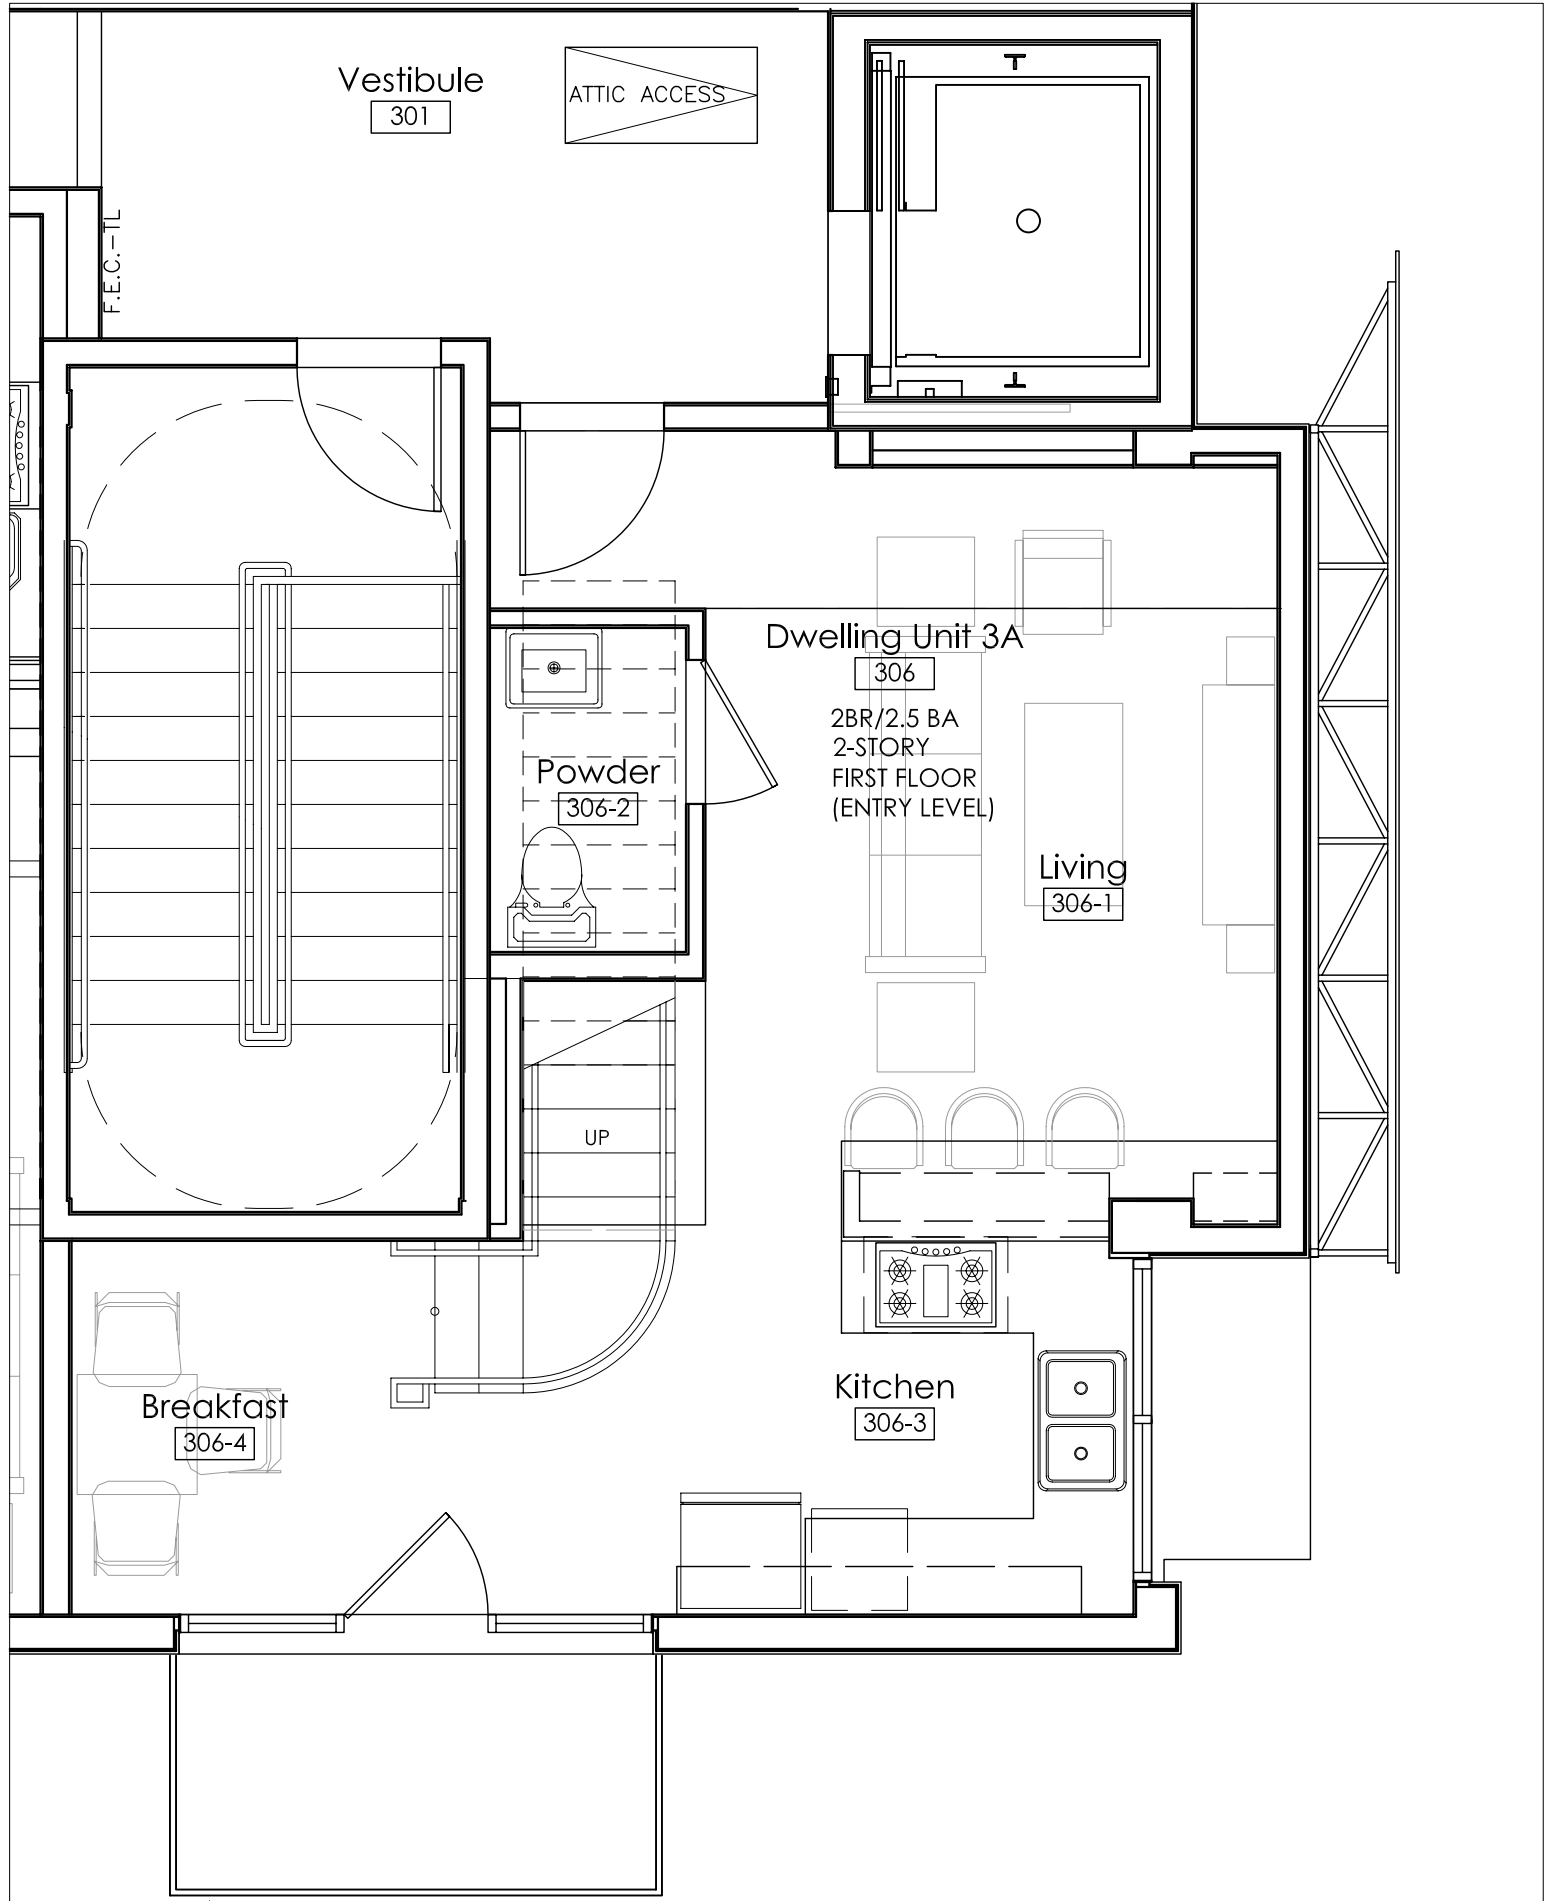 Vestibule
301
ATTIC ACCESS
F.E.C.-TL
Dwelling Unit 3A
306
2BR/2.5 BA
2-STORY
FIRST FLOOR
(ENTRY LEVEL)
Powder
306-2
Living
306-1
UP
Kitchen
306-3
Breakfast
306-4